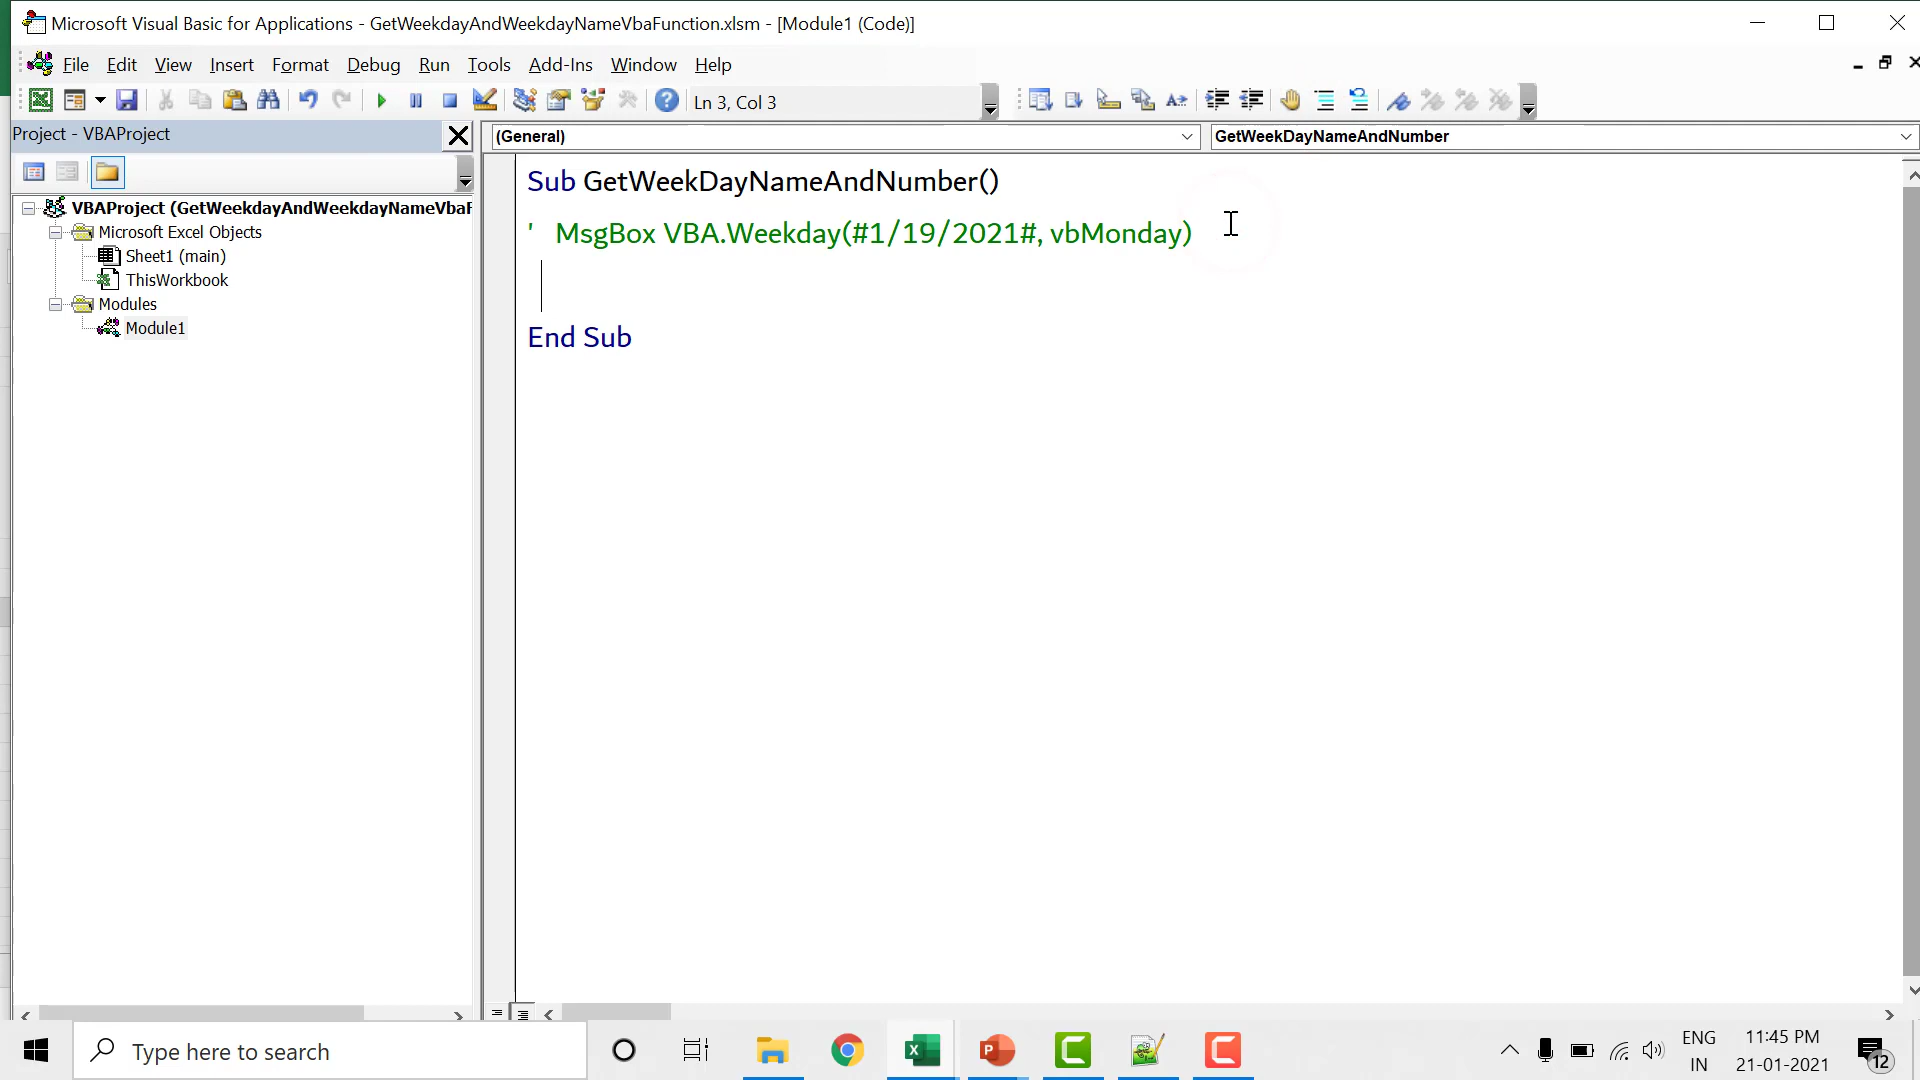 Microsoft Visual Basic for Applications - GetWeekdayAndWeekdayNameVbaFunction.xlsm - [Module1 (Code)]
File Edit View Insert Format Debug Run Tools Add-Ins Window Help
Ln 3, Col 3
Project - VBAProject
(General)
GetWeekDayNameAndNumber
VBAProject (GetWeekdayAndWeekdayNameVbaF
Microsoft Excel Objects
Sheet1 (main)
ThisWorkbook
Modules
Module1
Sub GetWeekDayNameAndNumber()
' MsgBox VBA.Weekday(#1/19/2021#, vbMonday)
End Sub
Type here to search
ENG
IN
11:45 PM
21-01-2021
12